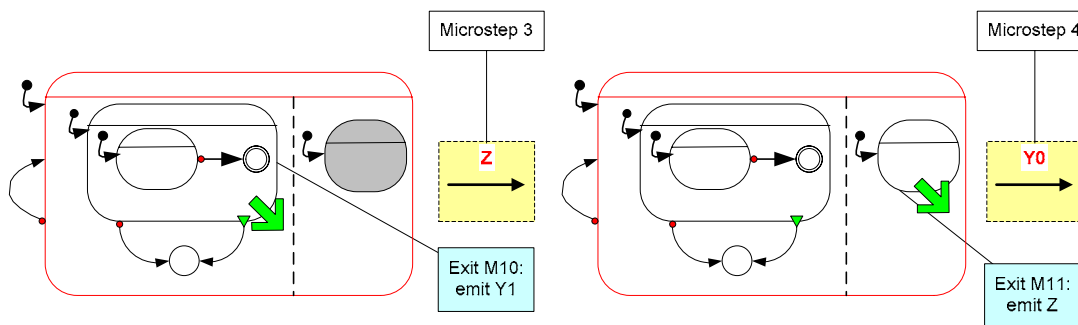 Microstep 3
Z
Exit M10:
emit Y1
Microstep 4
Y0
Exit M11:
emit Z